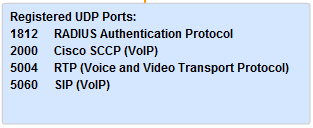 Registered UDP Ports:
1812 RADIUS Authentication Protocol
2000 Cisco SCCP (VoIP)
5004 RTP (Voice and Video Transport Protocol)
5060 SIP (VoIP)